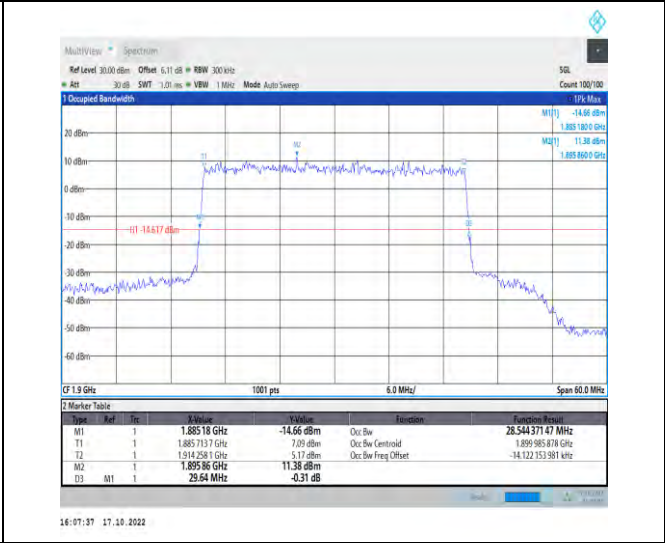 MultiView Spectrum
Ref Level 30.00 dBm Offset 6.11 dB RBW 300 kHz SGL
Att 30 dB SWT 1.01 ms VBW 1 MHz Mode Auto Sweep Count 100/100
1 Occupied Bandwidth 1Pk Max
M1(1) -14.66 dBm
1.885 180 0 GHz
M2(1) 11.38 dBm
1.895 860 0 GHz
20 dBm
M2
T1
10 dBm
0 dBm
-10 dBm
H1 -14.617 dBm
-20 dBm
-30 dBm
-40 dBm
-50 dBm
-60 dBm
CF 1.9 GHz 1001 pts 6.0 MHz/ Span 60.0 MHz
2 Marker Table
Type Ref Trc X-Value Y-Value Function Function Result
M1 1 1.885 18 GHz -14.66 dBm Occ Bw 28.544 371 47 MHz
T1 1 1.885 713 7 GHz 7.09 dBm Occ Bw Centroid 1.899 985 878 GHz
T2 1 1.914 258 1 GHz 5.17 dBm Occ Bw Freq Offset -14.122 153 981 kHz
M2 1 1.895 86 GHz 11.38 dBm
D3 M1 1 29.64 MHz -0.31 dB
16:07:37 17.10.2022